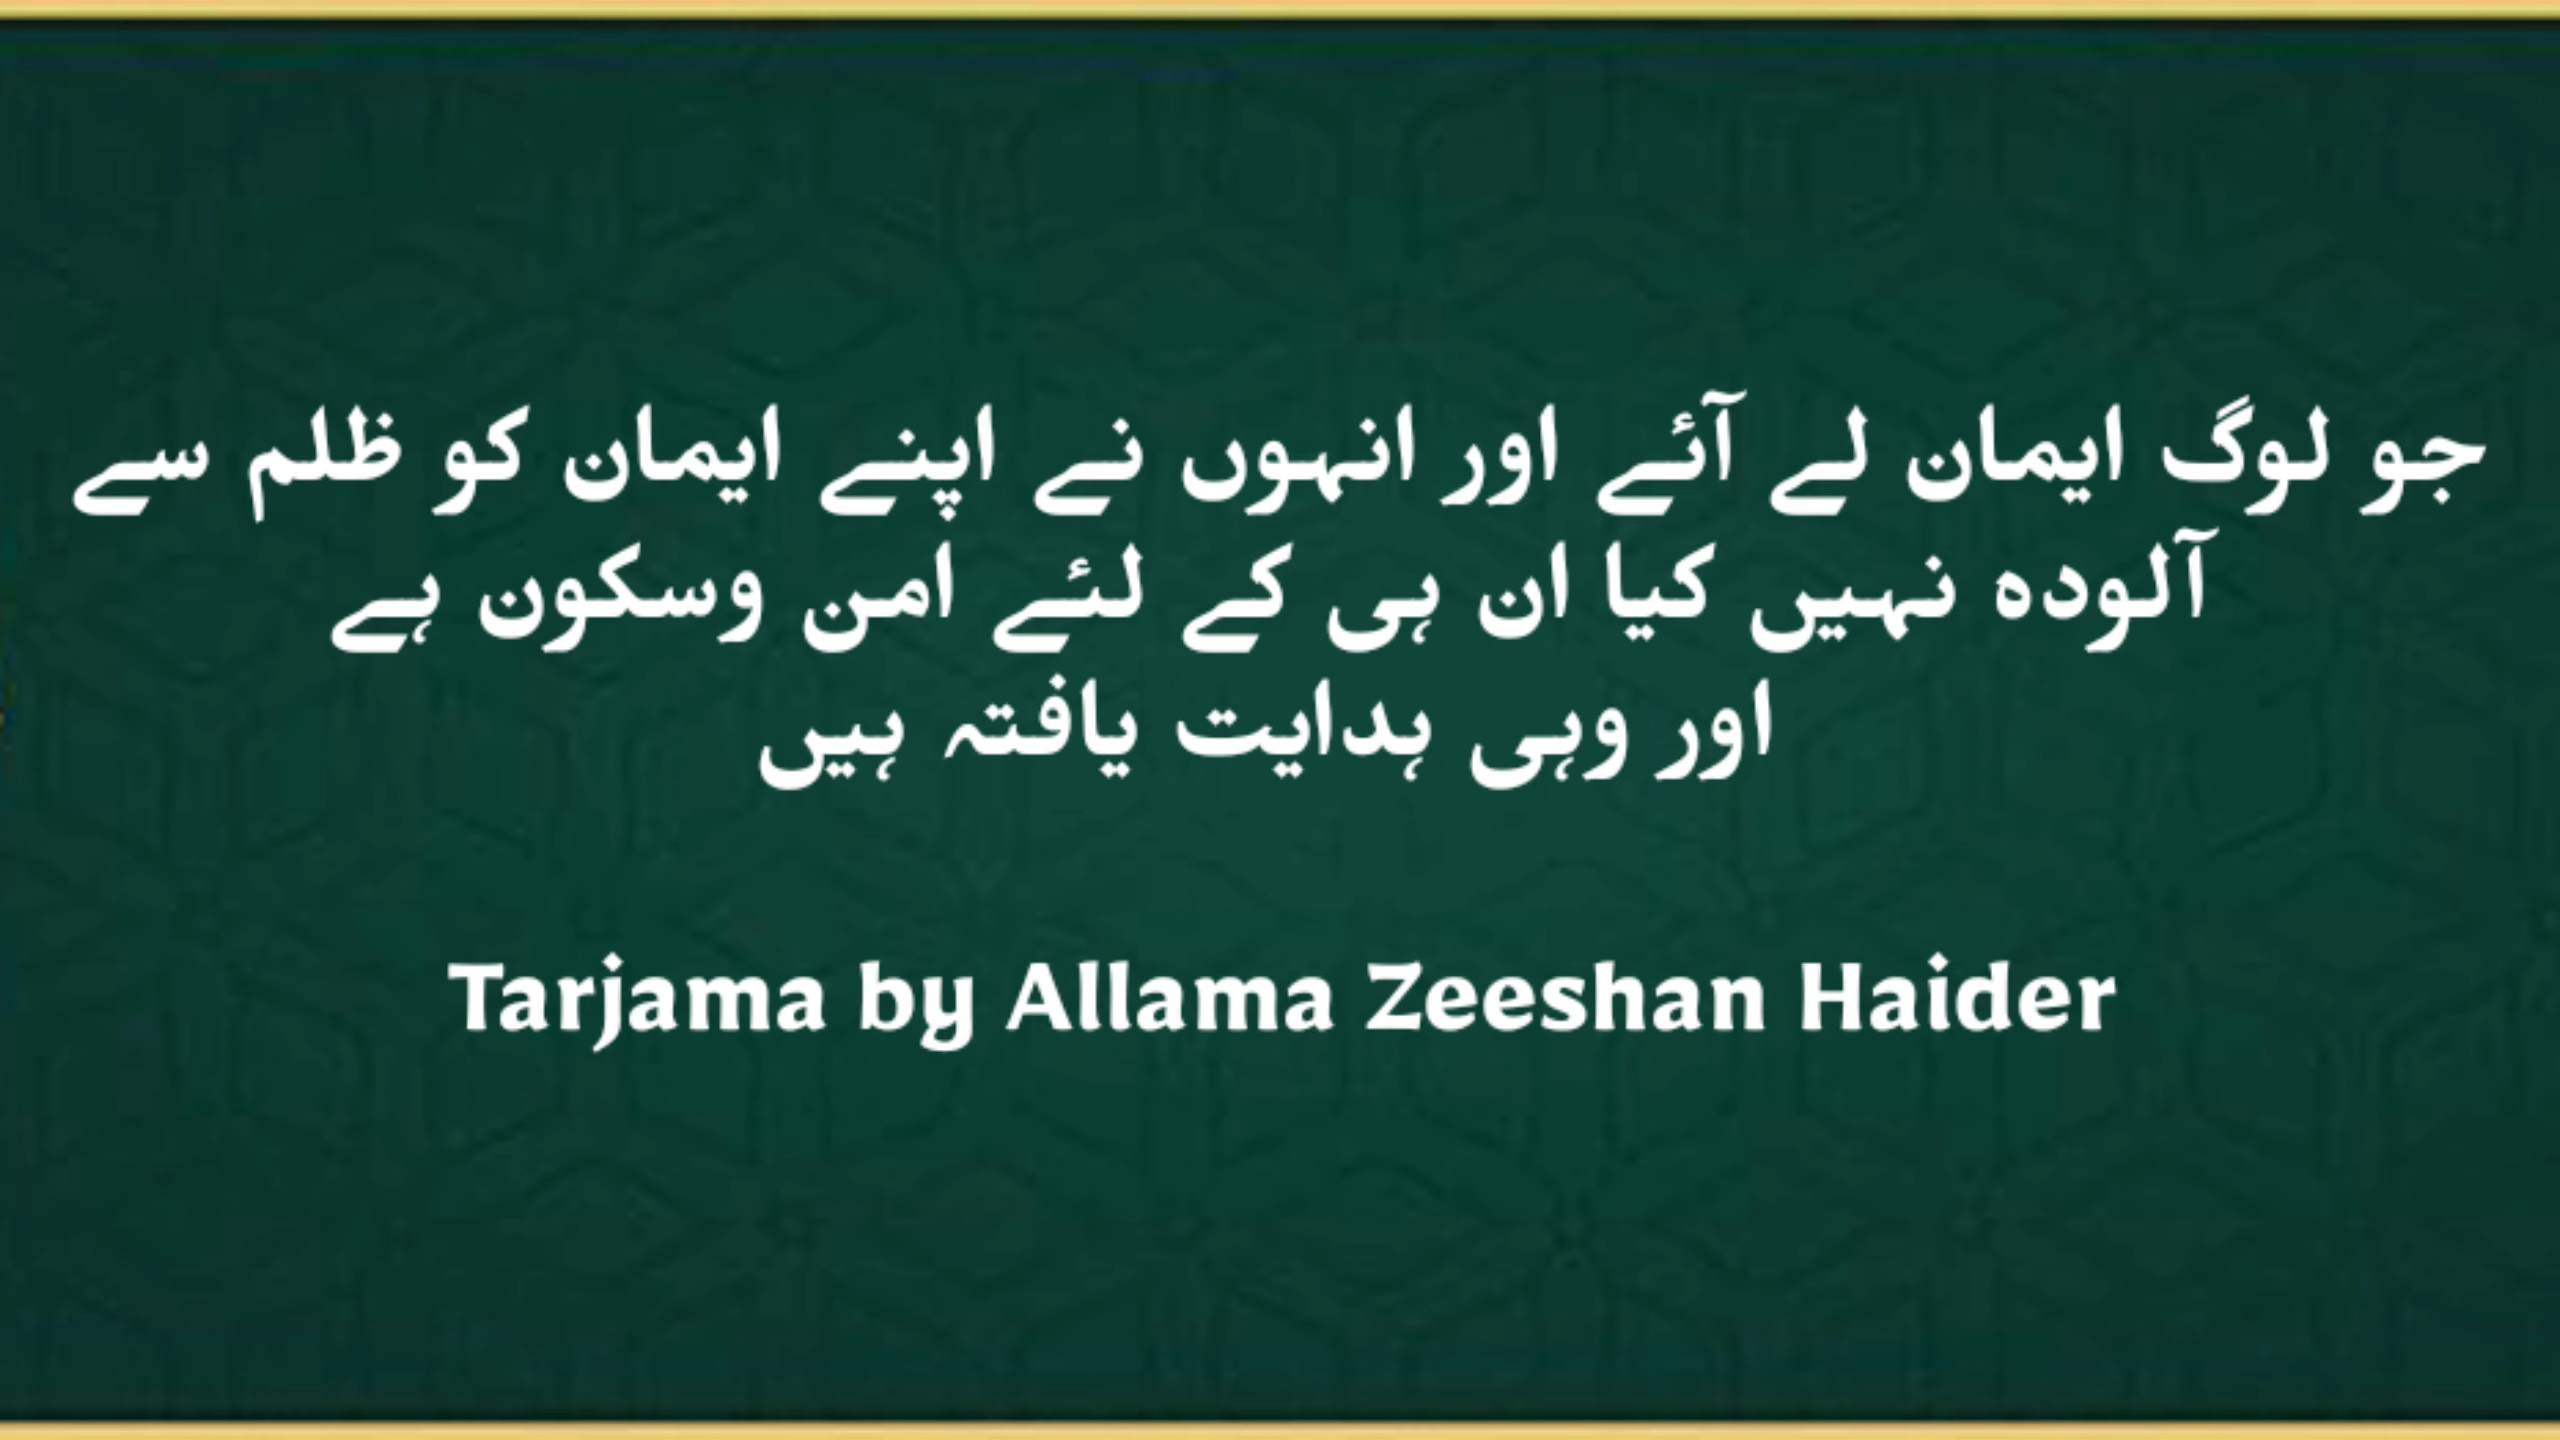 جو لوگ ایمان لے آئے اور انہوں نے اپنے ایمان کو ظلم سے
آلودہ نہیں کیا ان ہی کے لئے امن وسکون ہے
اور وہی ہدایت یافتہ ہیں
Tarjama by Allama Zeeshan Haider